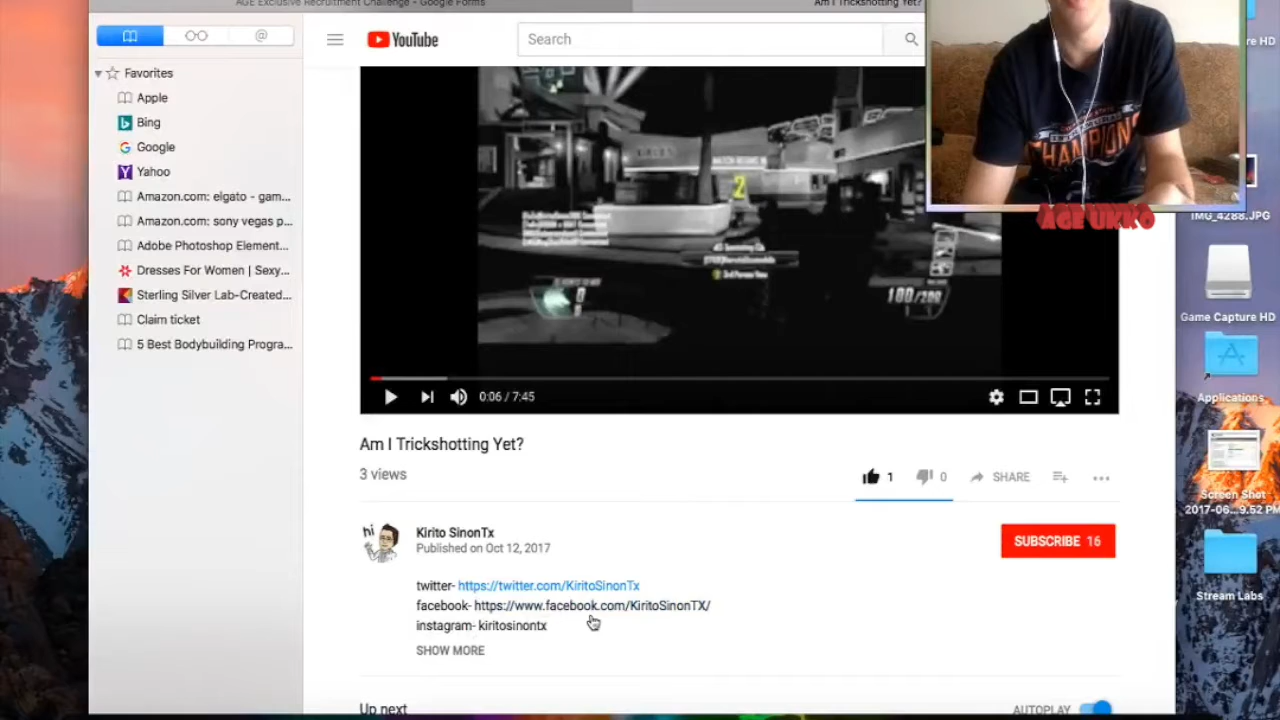 AGE Exclusive Recruitment Challenge - Google Forms
Am I Trickshotting Yet?
Favorites
Apple
Bing
Google
Yahoo
Amazon.com: elgato - gam...
Amazon.com: sony vegas p...
Adobe Photoshop Element...
Dresses For Women | Sexy...
Sterling Silver Lab-Created...
Claim ticket
5 Best Bodybuilding Progra...
YouTube
Search
2
100/200
0:06 / 7:45
CHAMPIONS
AGE UKKO
Am I Trickshotting Yet?
3 views
1
0
SHARE
Kirito SinonTx
Published on Oct 12, 2017
SUBSCRIBE 16
twitter- https://twitter.com/KiritoSinonTx
facebook- https://www.facebook.com/KiritoSinonTX/
instagram- kiritosinontx
SHOW MORE
Up next
AUTOPLAY
IMG_4288.JPG
Game Capture HD
Applications
Screen Shot
2017-06...9.52 PM
Stream Labs